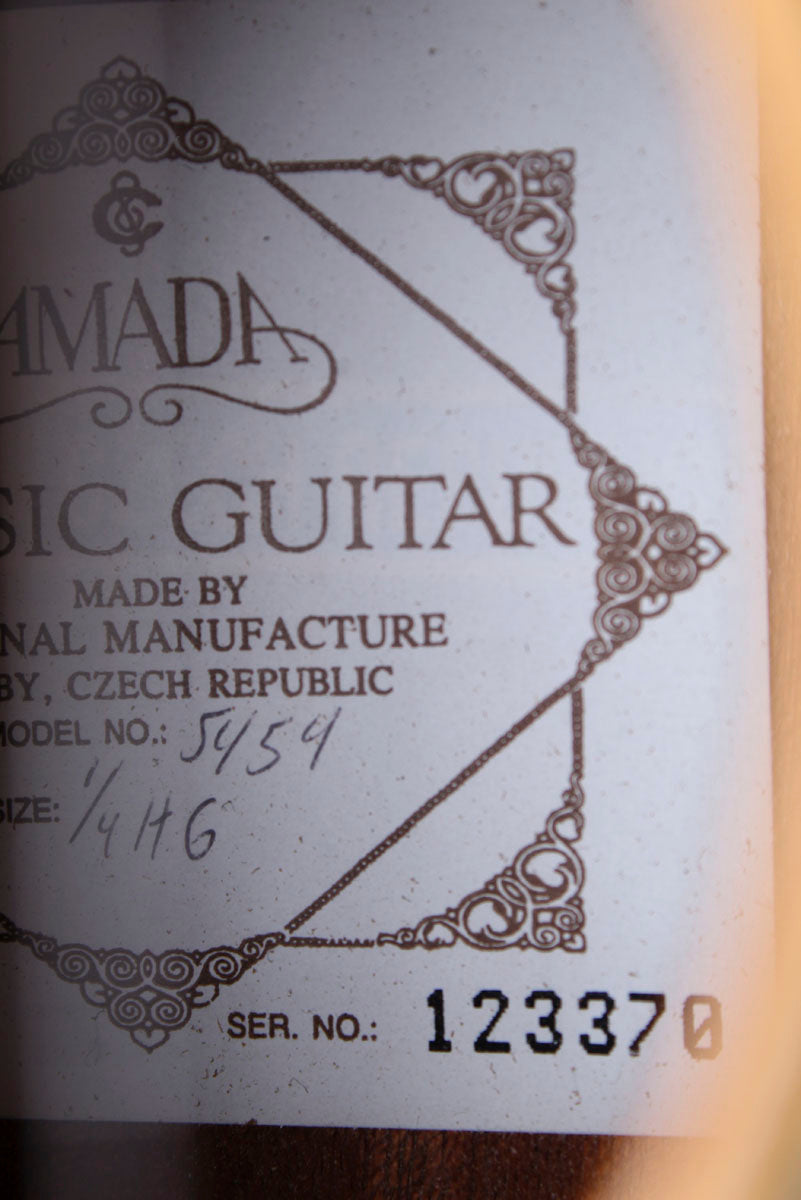 AMADA
SIC GUITAR
MADE BY
NAL MANUFACTURE
BY, CZECH REPUBLIC
MODEL NO.: 5454
SIZE: 1/4 HG
SER. NO.: 123370